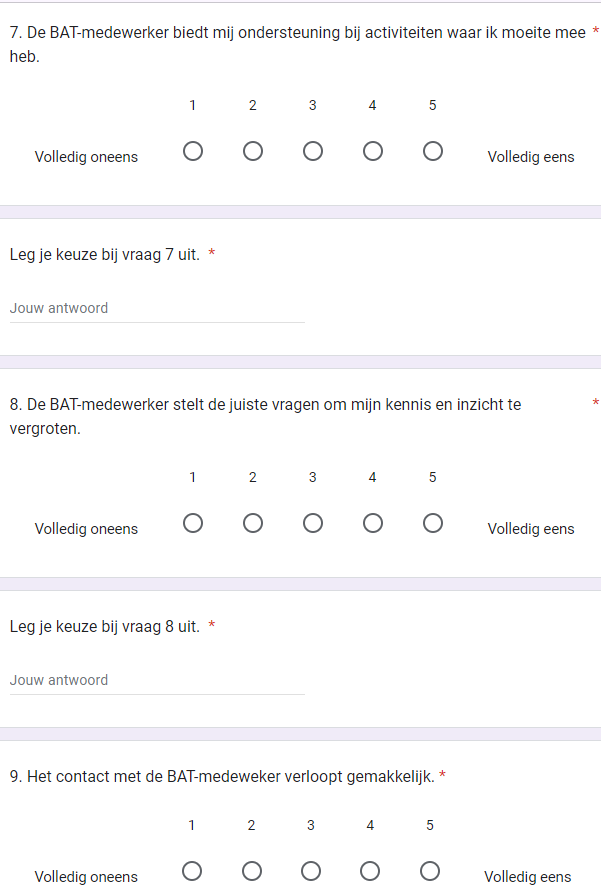 7. De BAT-medewerker biedt mij ondersteuning bij activiteiten waar ik moeite mee *
heb.
1 2 3 4 5
Volledig oneens Volledig eens
Leg je keuze bij vraag 7 uit. *
Jouw antwoord
8. De BAT-medewerker stelt de juiste vragen om mijn kennis en inzicht te *
vergroten.
1 2 3 4 5
Volledig oneens Volledig eens
Leg je keuze bij vraag 8 uit. *
Jouw antwoord
9. Het contact met de BAT-medeweker verloopt gemakkelijk. *
1 2 3 4 5
Volledig oneens Volledig eens